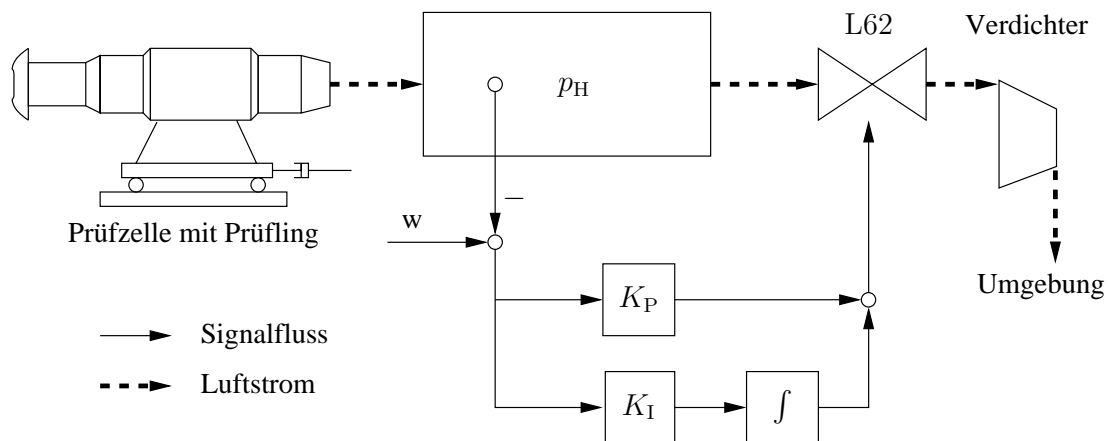 L62
Verdichter
p_H
Prüfzelle mit Prüfling
w
−
Umgebung
K_P
Signalfluss
Luftstrom
K_I
∫